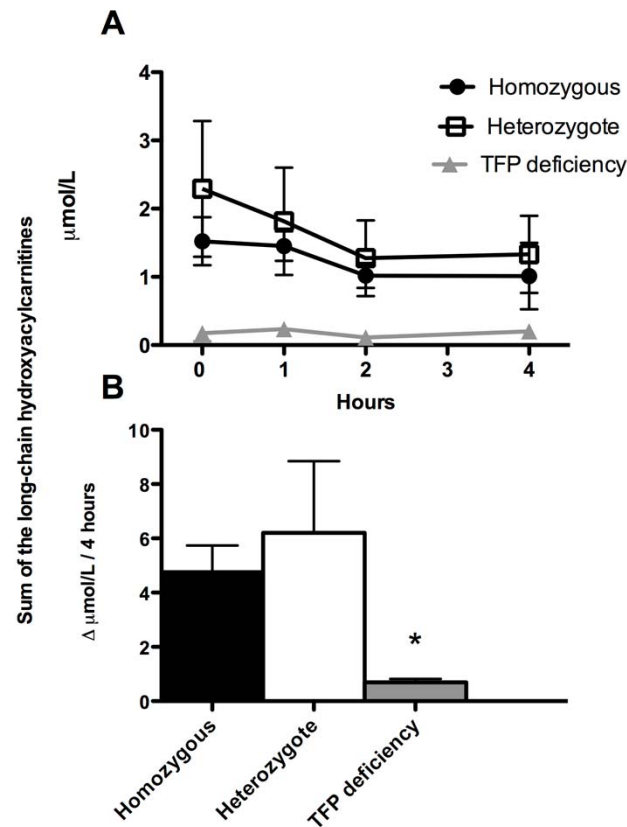 A
Sum of the long-chain hydroxyacylcarnitines
μmol/L
4
3
2
1
0
Homozygous
Heterozygote
TFP deficiency
0 1 2 3 4
Hours
B
Δ μmol/L / 4 hours
10
8
6
4
2
0
*
Homozygous
Heterozygote
TFP deficiency